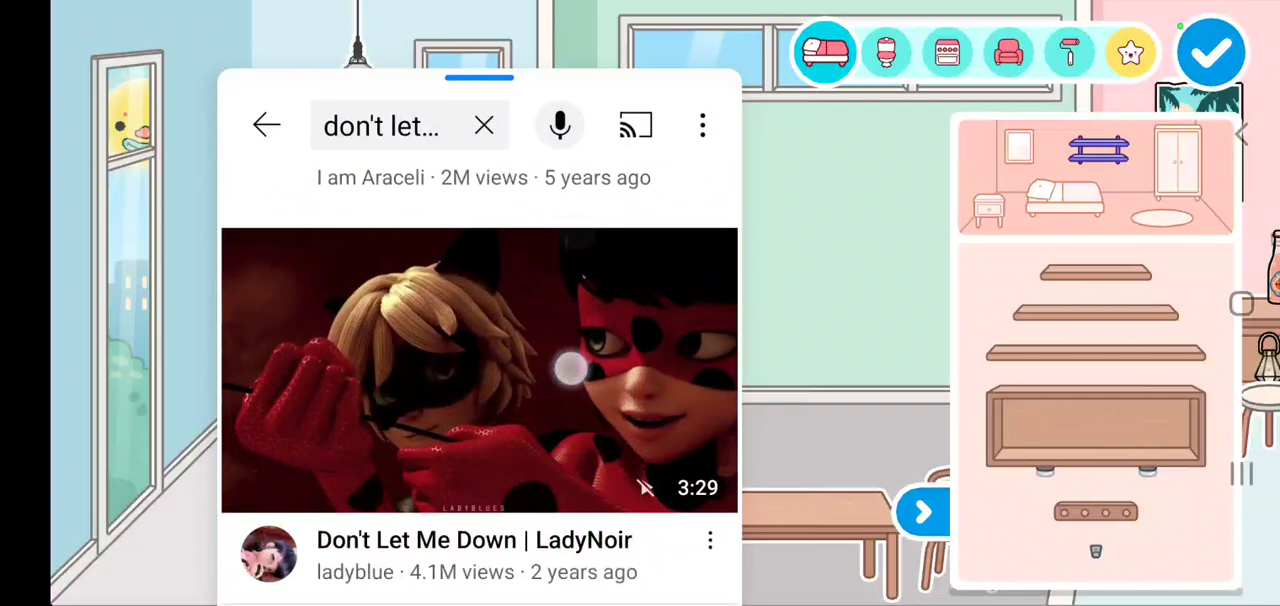 don't let...
I am Araceli · 2M views · 5 years ago
LADYBLUES
3:29
Don't Let Me Down | LadyNoir
ladyblue · 4.1M views · 2 years ago